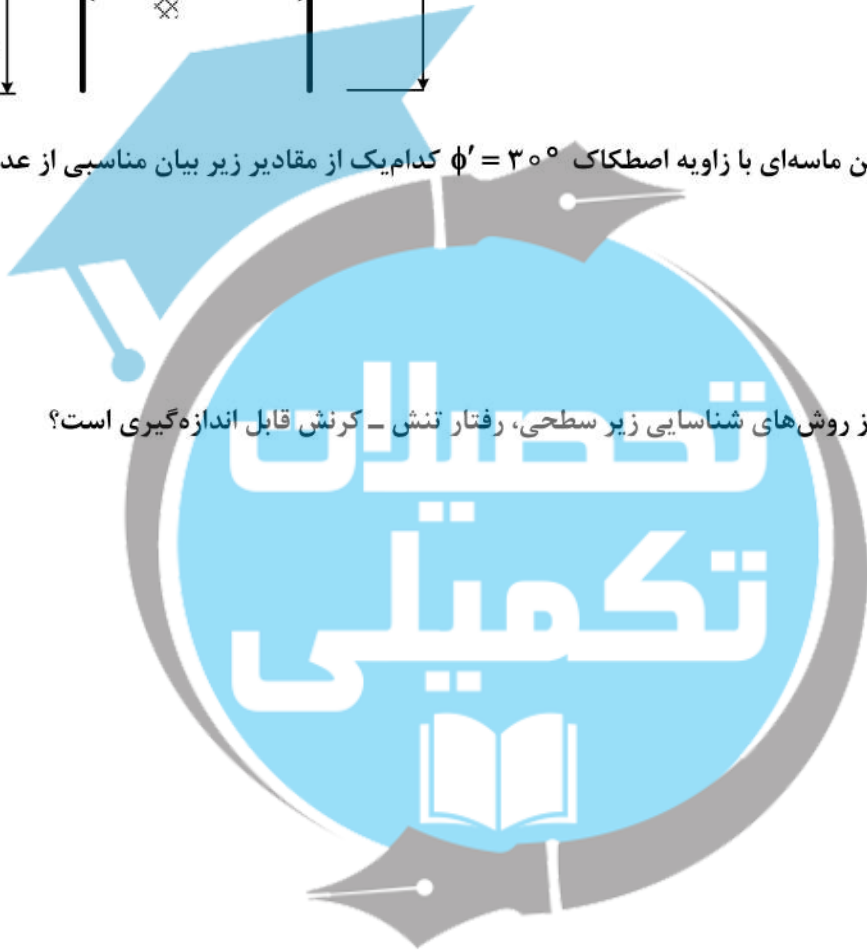 ماسه‌ای با زاویه اصطکاک ϕ′ = ۳۰° کدام‌یک از مقادیر زیر بیان مناسبی از
روش‌های شناسایی زیر سطحی، رفتار تنش ــ کرنش قابل اندازه‌گیری است؟
تحصیلات
تکمیلی